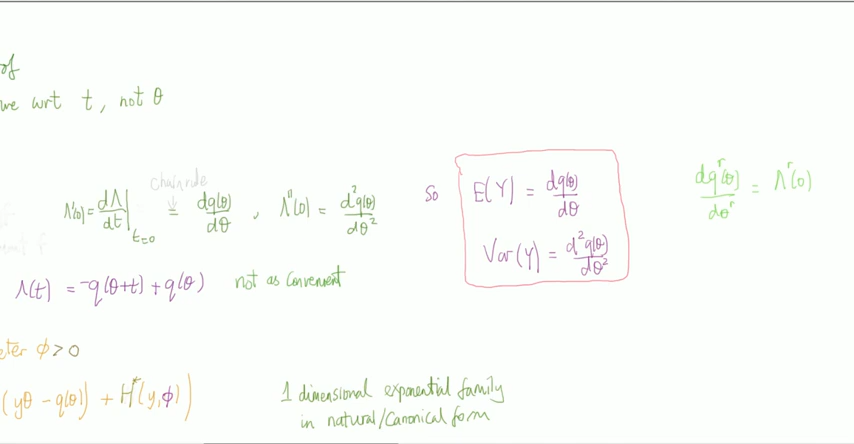 of
we wrt t, not θ
chain rule
Λ'(0) = dΛ/dt |t=0 = dq(θ)/dθ , Λ''(0) = d²q(θ)/dθ² So E(Y) = dq(θ)/dθ dq^r(θ)/dθ^r = Λ^r(0)
Var(Y) = d²q(θ)/dθ²
Λ(t) = -q(θ+t) + q(θ) not as convenient
eter ϕ > 0
(yθ - q(θ)) + H*(y,ϕ)) 1 dimensional exponential family
in natural/canonical form